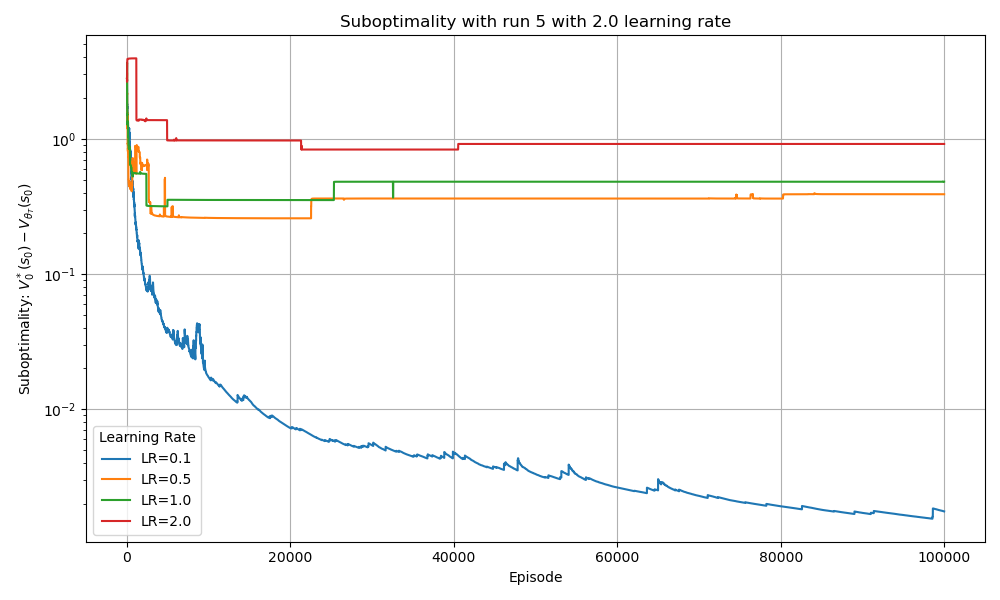 Suboptimality with run 5 with 2.0 learning rate
Suboptimality: $V_0^*(s_0) - V_{\theta_T}(s_0)$
10^0
10^{-1}
10^{-2}
Learning Rate
LR=0.1
LR=0.5
LR=1.0
LR=2.0
0 20000 40000 60000 80000 100000
Episode